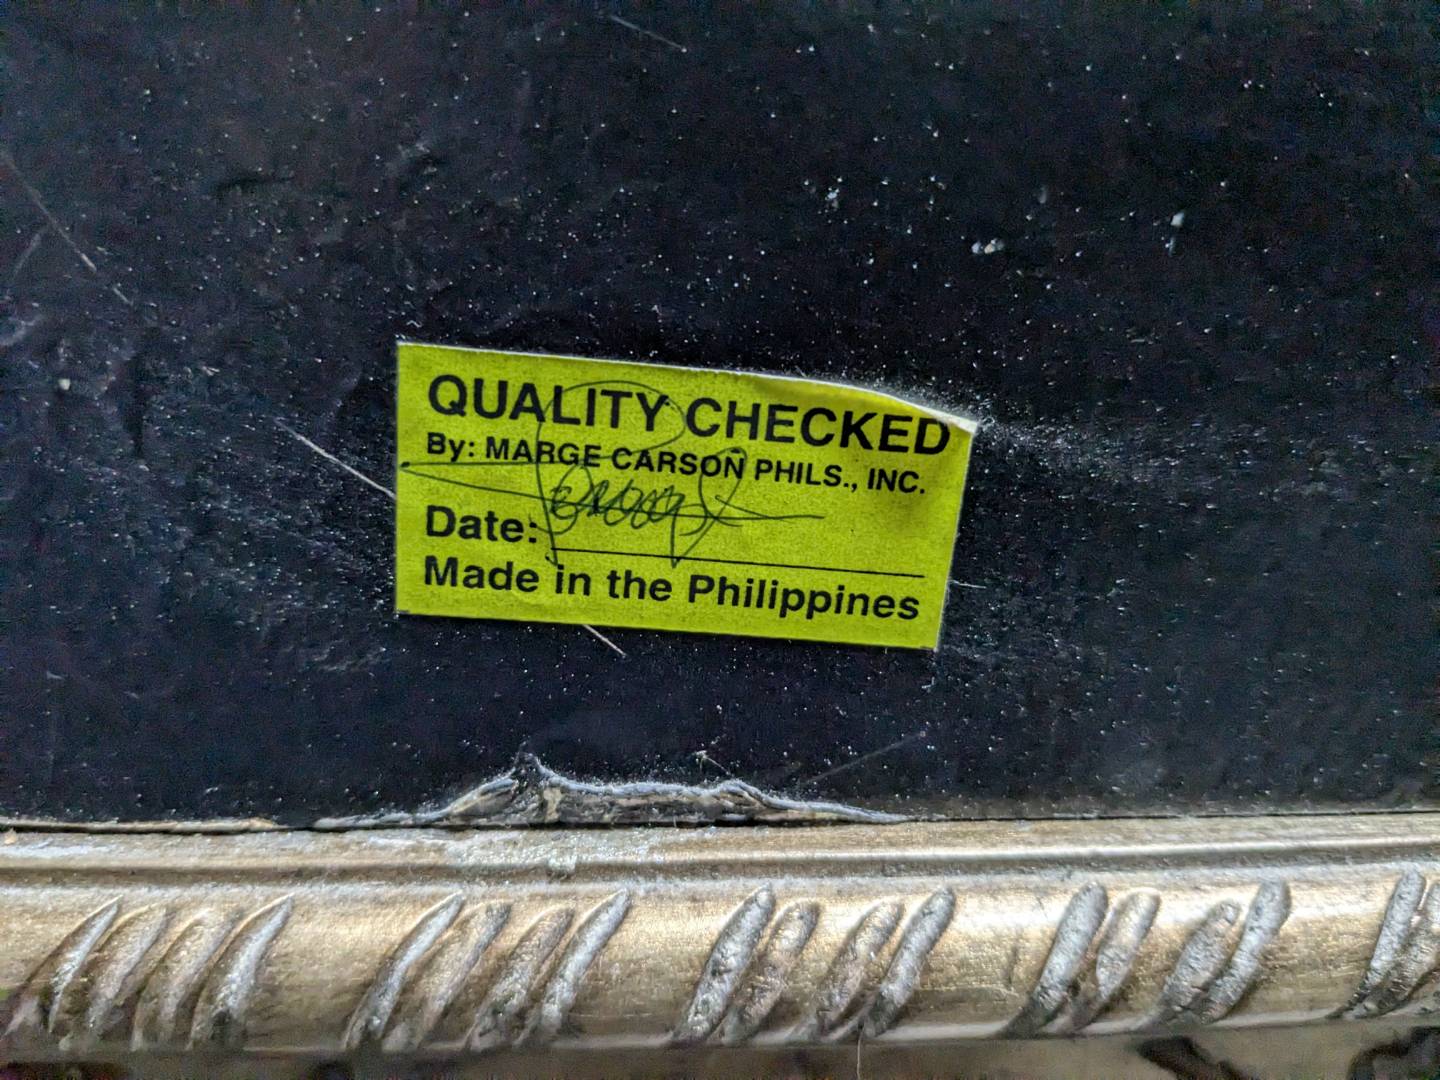 QUALITY CHECKED
By: MARGE CARSON PHILS., INC.
Date:
Made in the Philippines